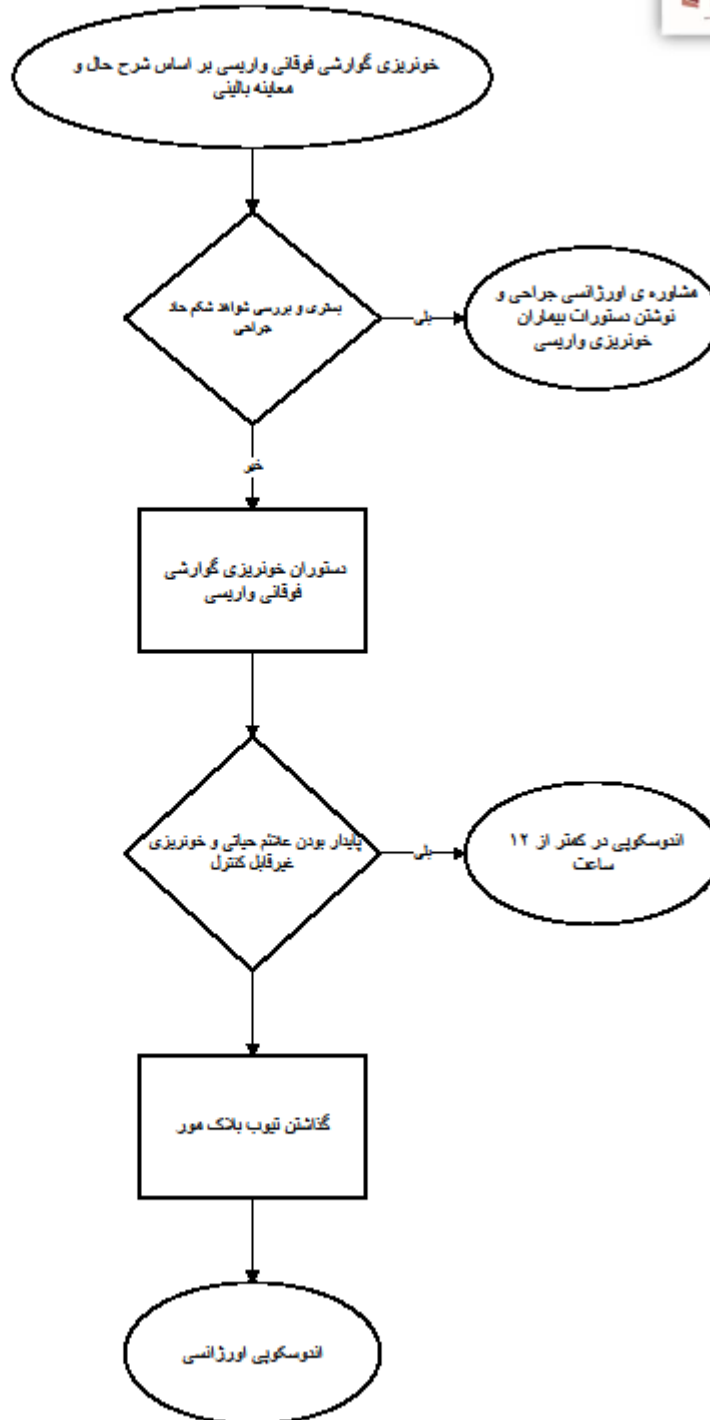 خونریزی گوارشی فوقانی واریسی بر اساس شرح حال و
معاینه بالینی
بستری و بررسی شواهد شکم حاد
جراحی
بلی
مشاوره ی اورژانسی جراحی و
نوشتن دستورات بیماران
خونریزی واریسی
خیر
دستوران خونریزی گوارشی
فوقانی واریسی
پایدار بودن علائم حیاتی و خونریزی
غیرقابل کنترل
بلی
اندوسکوپی در کمتر از ۱۲
ساعت
گذاشتن تیوب بلاک مور
اندوسکوپی اورژانسی